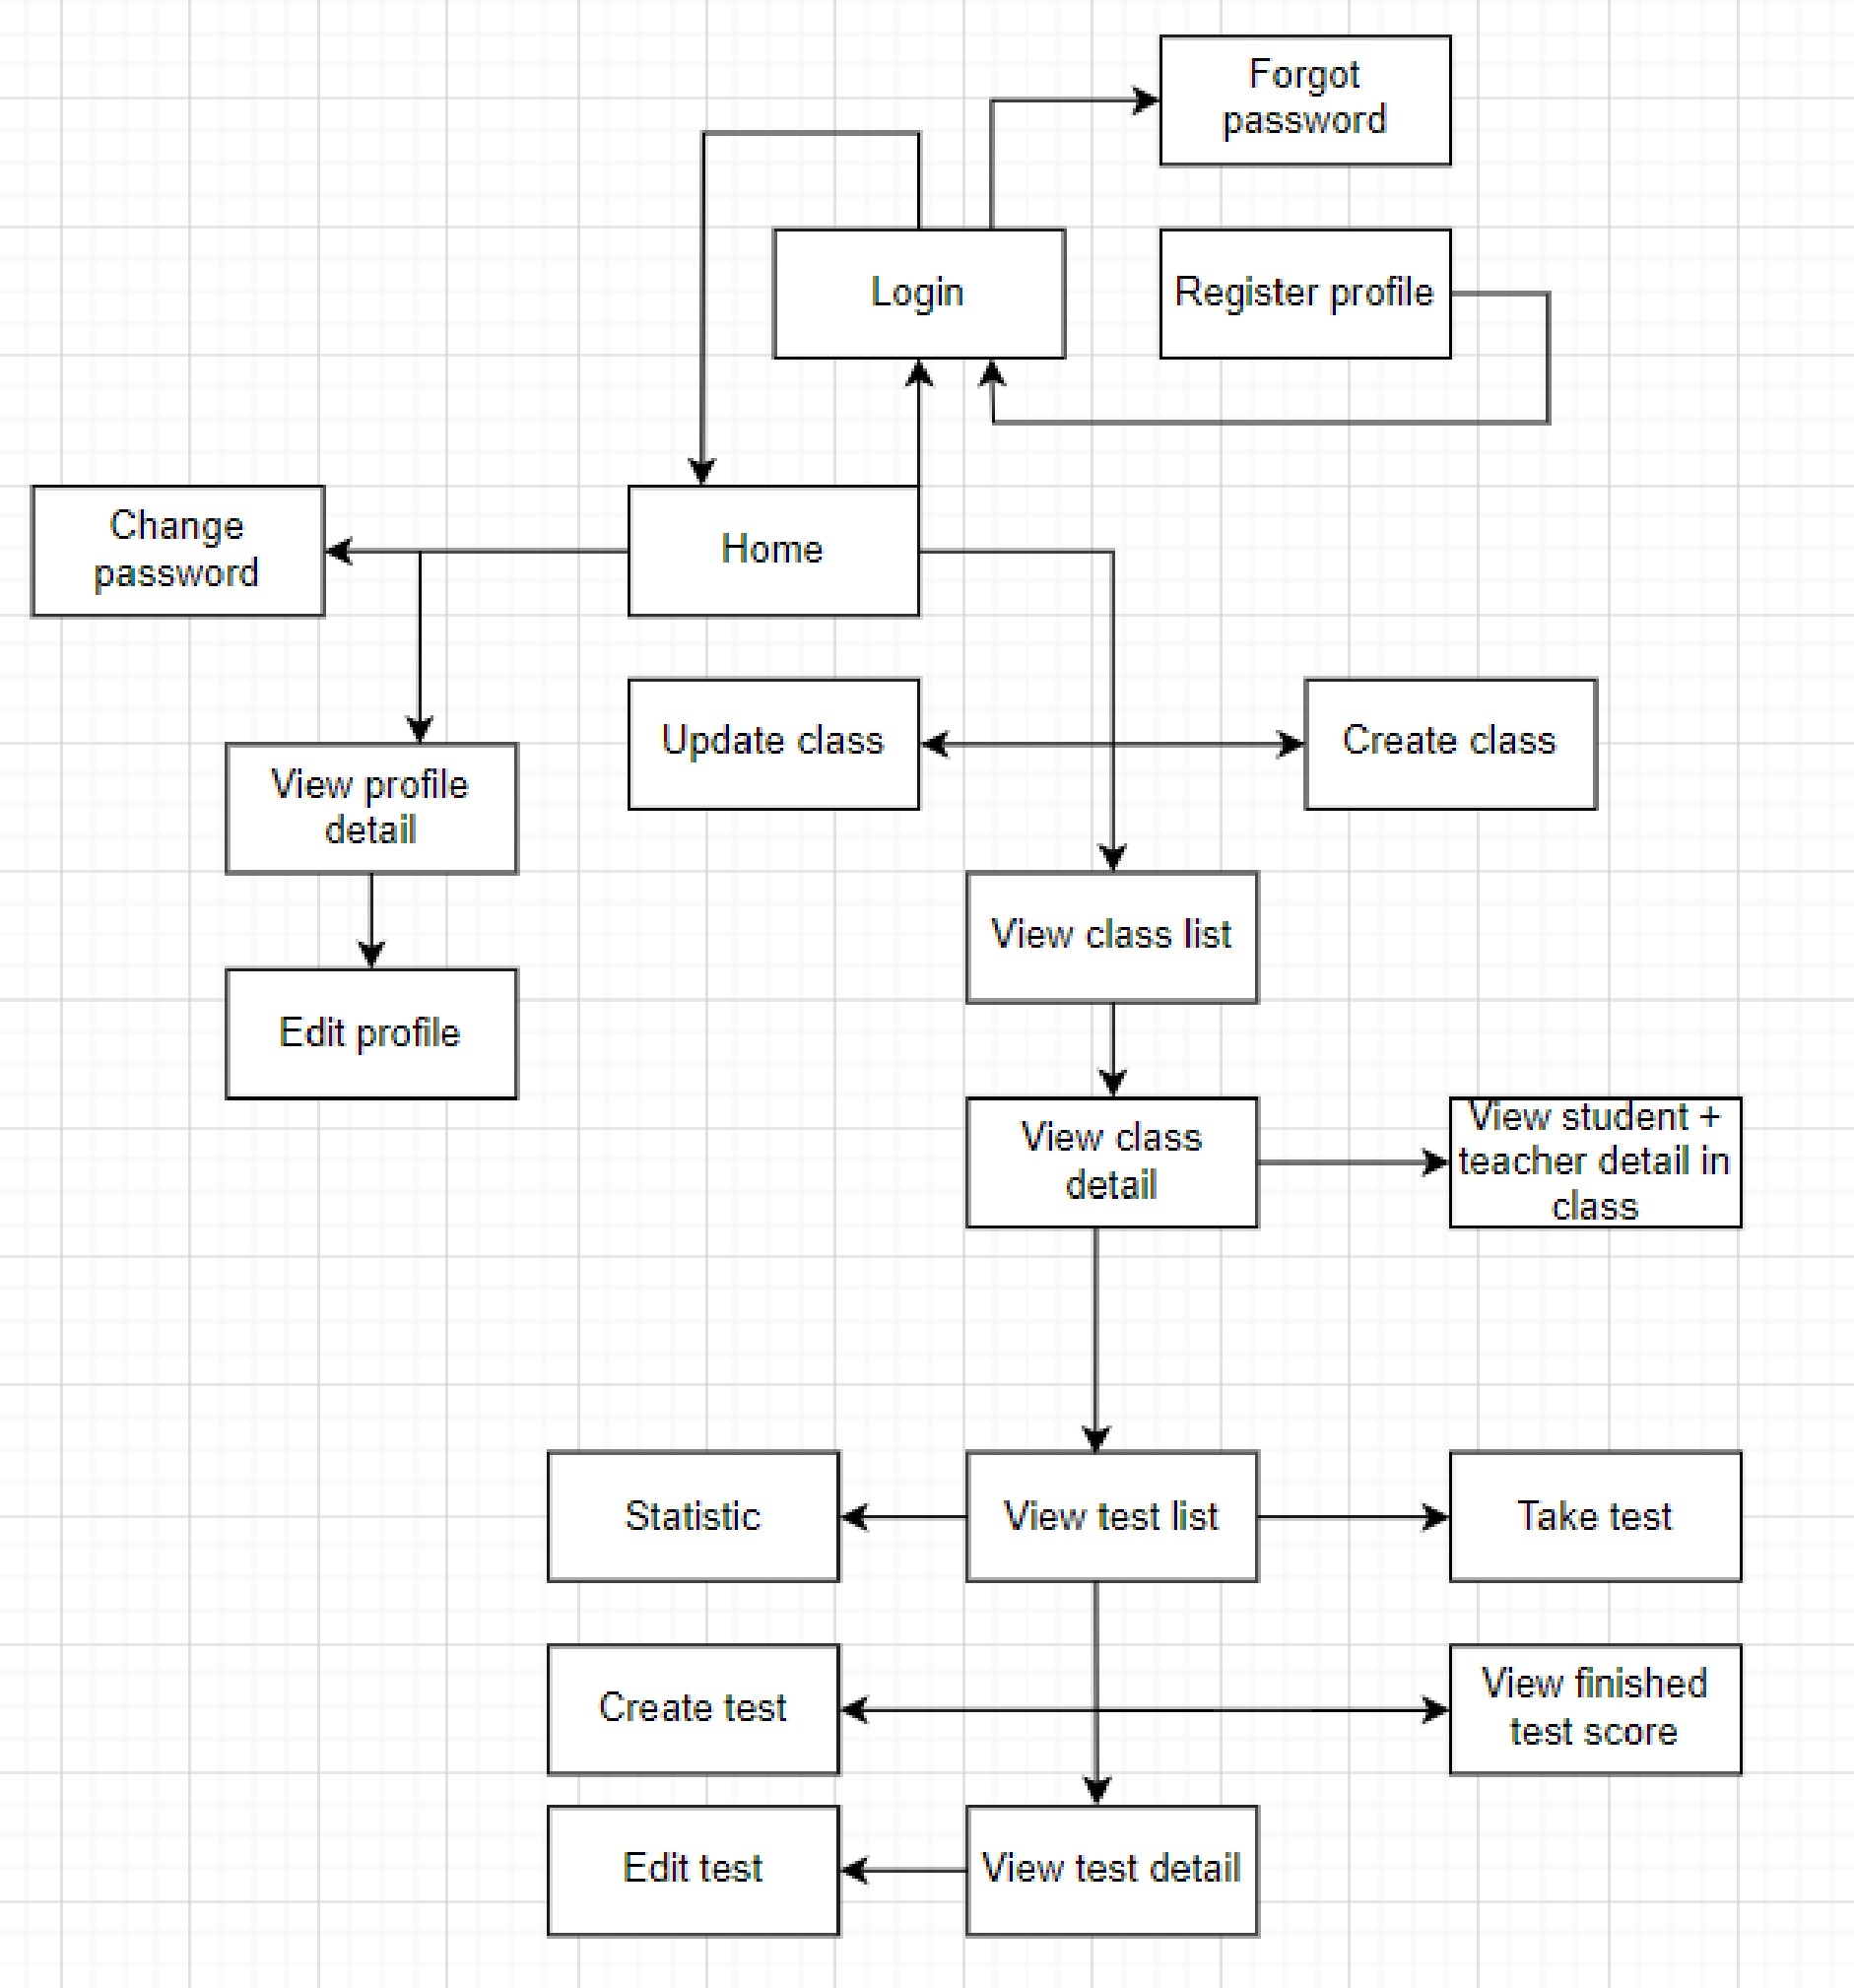 Forgot
password
Login
Register profile
Change
password
Home
Update class
Create class
View profile
detail
View class list
Edit profile
View class
detail
View student +
teacher detail in
class
Statistic
View test list
Take test
Create test
View finished
test score
Edit test
View test detail